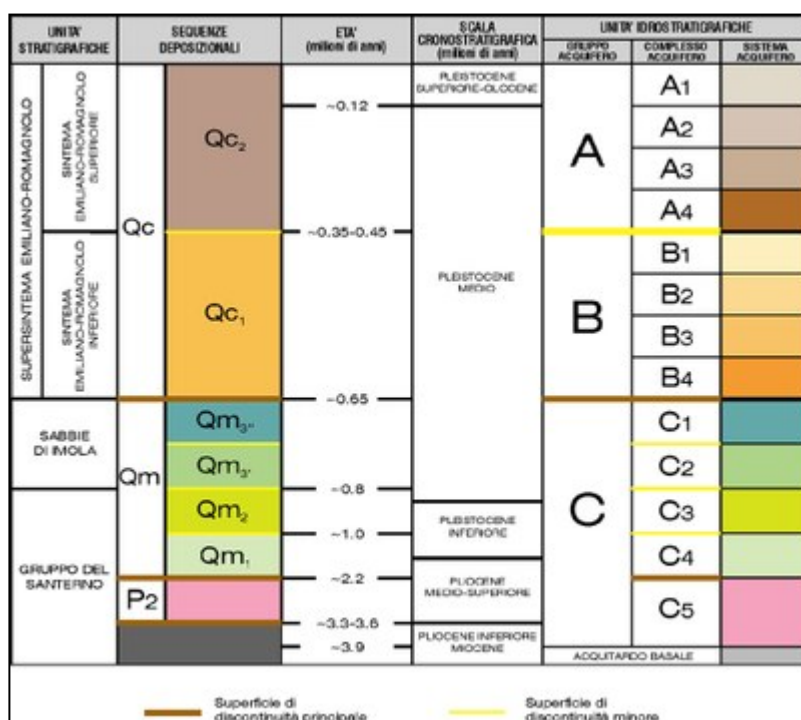 UNITA'
STRATIGRAFICHE
SEQUENZE
DEPOSIZIONALI
ETA'
(milioni di anni)
SCALA
CRONOSTRATIGRAFICA
(milioni di anni)
UNITA' IDROSTRATIGRAFICHE
GRUPPO
ACQUIFERO
COMPLESSO
ACQUIFERO
SISTEMA
ACQUIFERO
SUPERSINTEMA EMILIANO-ROMAGNOLO
SINTEMA
EMILIANO-ROMAGNOLO
SUPERIORE
SINTEMA
EMILIANO-ROMAGNOLO
INFERIORE
SABBIE
DI IMOLA
GRUPPO DEL
SANTERNO
Qc
Qm
P2
Qc2
Qc1
Qm3"
Qm3'
Qm2
Qm1
~0.12
~0.35-0.45
~0.65
~0.8
~1.0
~2.2
~3.3-3.6
~3.9
PLEISTOCENE
SUPERIORE-OLOCENE
PLEISTOCENE
MEDIO
PLEISTOCENE
INFERIORE
PLIOCENE
MEDIO-SUPERIORE
PLIOCENE INFERIORE
MIOCENE
A
B
C
A1
A2
A3
A4
B1
B2
B3
B4
C1
C2
C3
C4
C5
ACQUITARDO BASALE
Superficie di
discontinuità principale
Superficie di
discontinuità minore